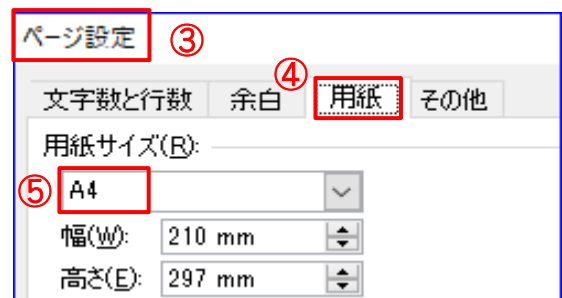 ページ設定 ③
④
文字数と行数 余白 用紙 その他
用紙サイズ(R):
⑤ A4
幅(W): 210 mm
高さ(E): 297 mm